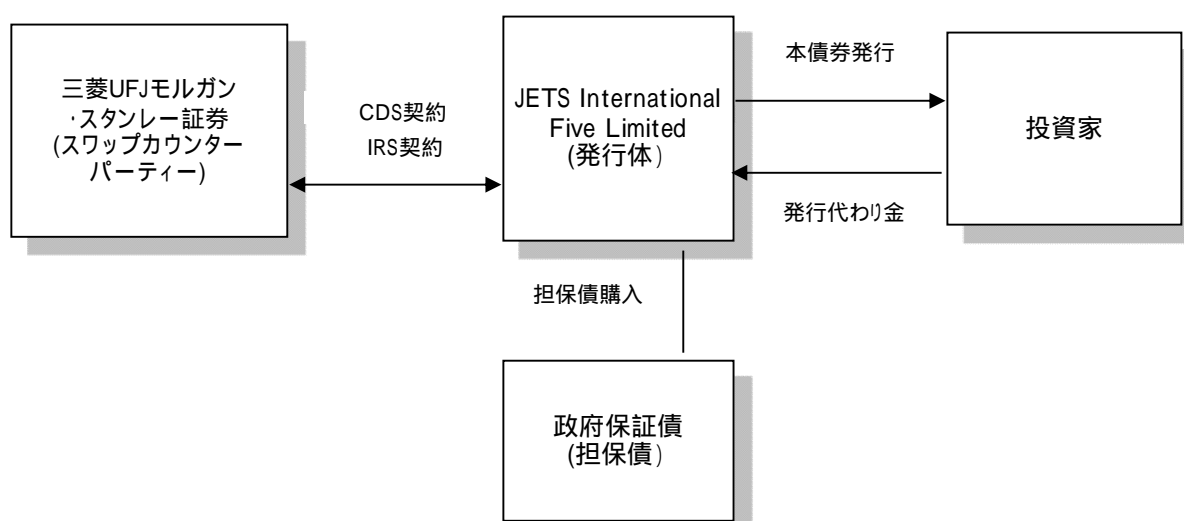 三菱UFJモルガン
・スタンレー証券
(スワップカウンター
パーティー)
CDS契約
IRS契約
JETS International
Five Limited
(発行体)
本債券発行
発行代わり金
投資家
担保債購入
政府保証債
(担保債)